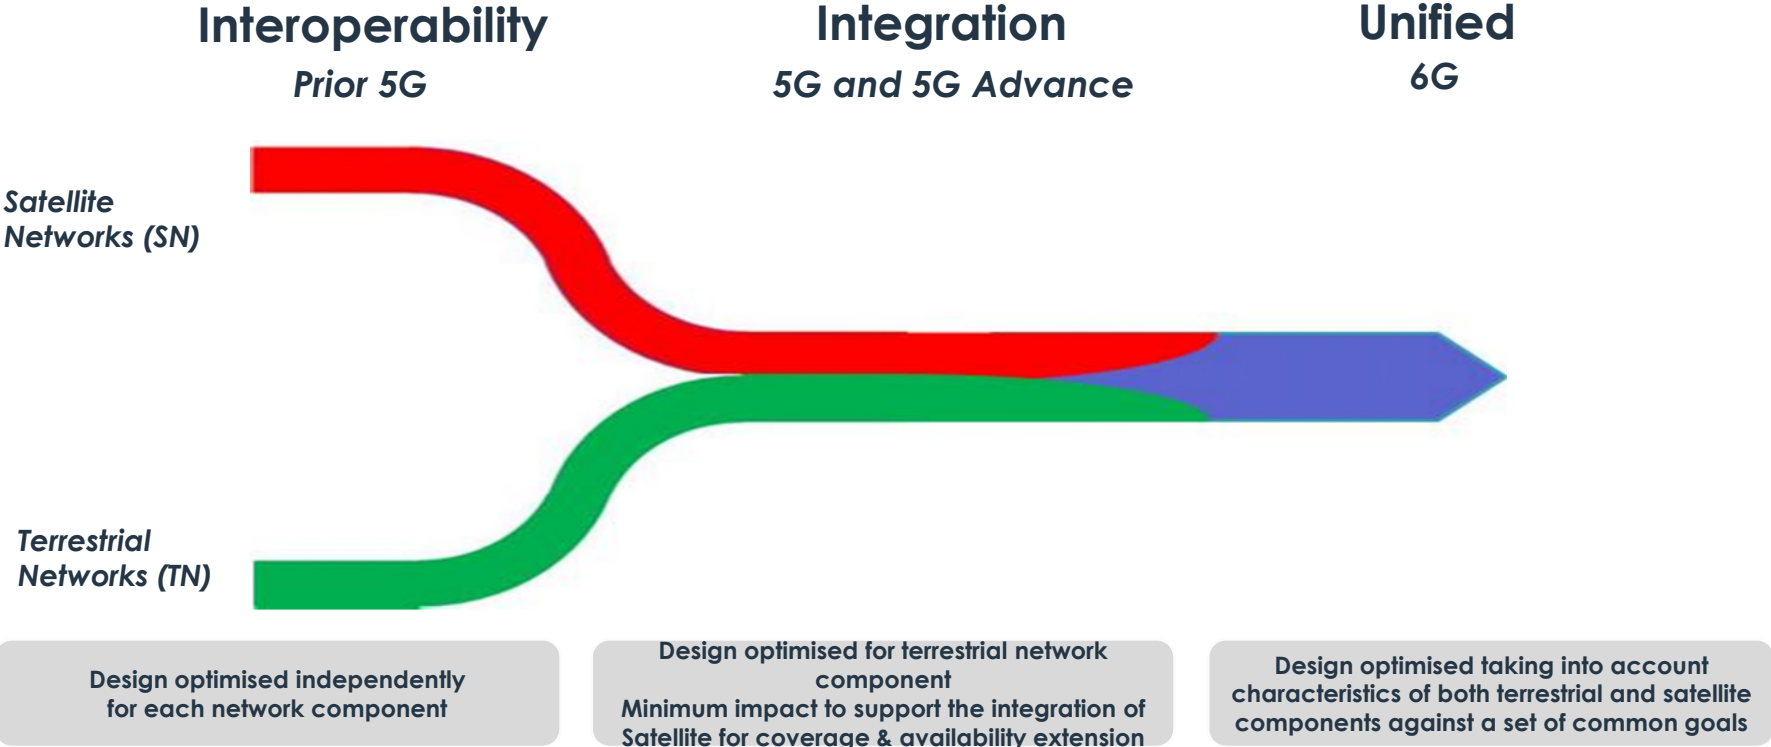 Interoperability
Prior 5G
Integration
5G and 5G Advance
Unified
6G
Satellite
Networks (SN)
Terrestrial
Networks (TN)
Design optimised independently
for each network component
Design optimised for terrestrial network
component
Minimum impact to support the integration of
Satellite for coverage & availability extension
Design optimised taking into account
characteristics of both terrestrial and satellite
components against a set of common goals